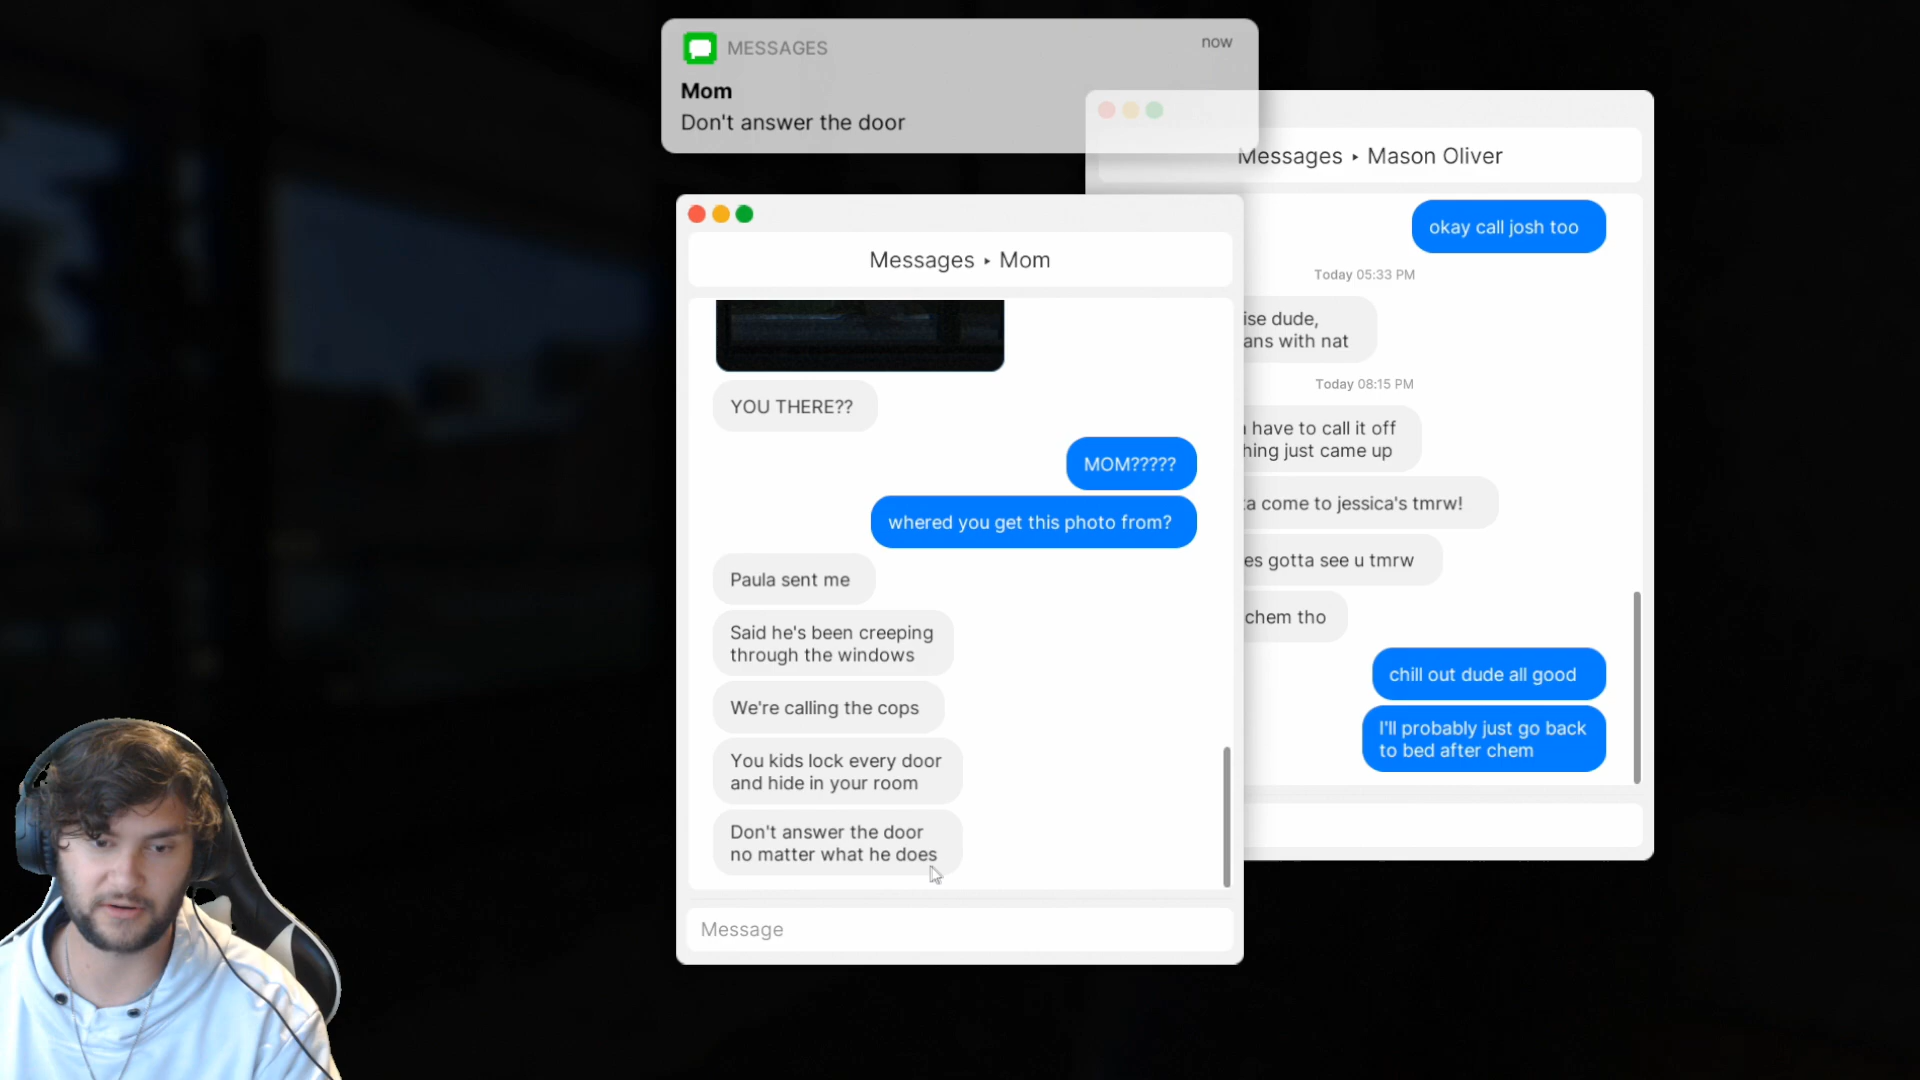 MESSAGES
now
Mom
Don't answer the door
Messages ‣ Mom
YOU THERE??
MOM?????
whered you get this photo from?
Paula sent me
Said he's been creeping
through the windows
We're calling the cops
You kids lock every door
and hide in your room
Don't answer the door
no matter what he does
Message
Messages ‣ Mason Oliver
okay call josh too
Today 05:33 PM
dude,
with nat
Today 08:15 PM
have to call it off
just came up
come to jessica's tmrw!
gotta see u tmrw
chem tho
chill out dude all good
I'll probably just go back
to bed after chem